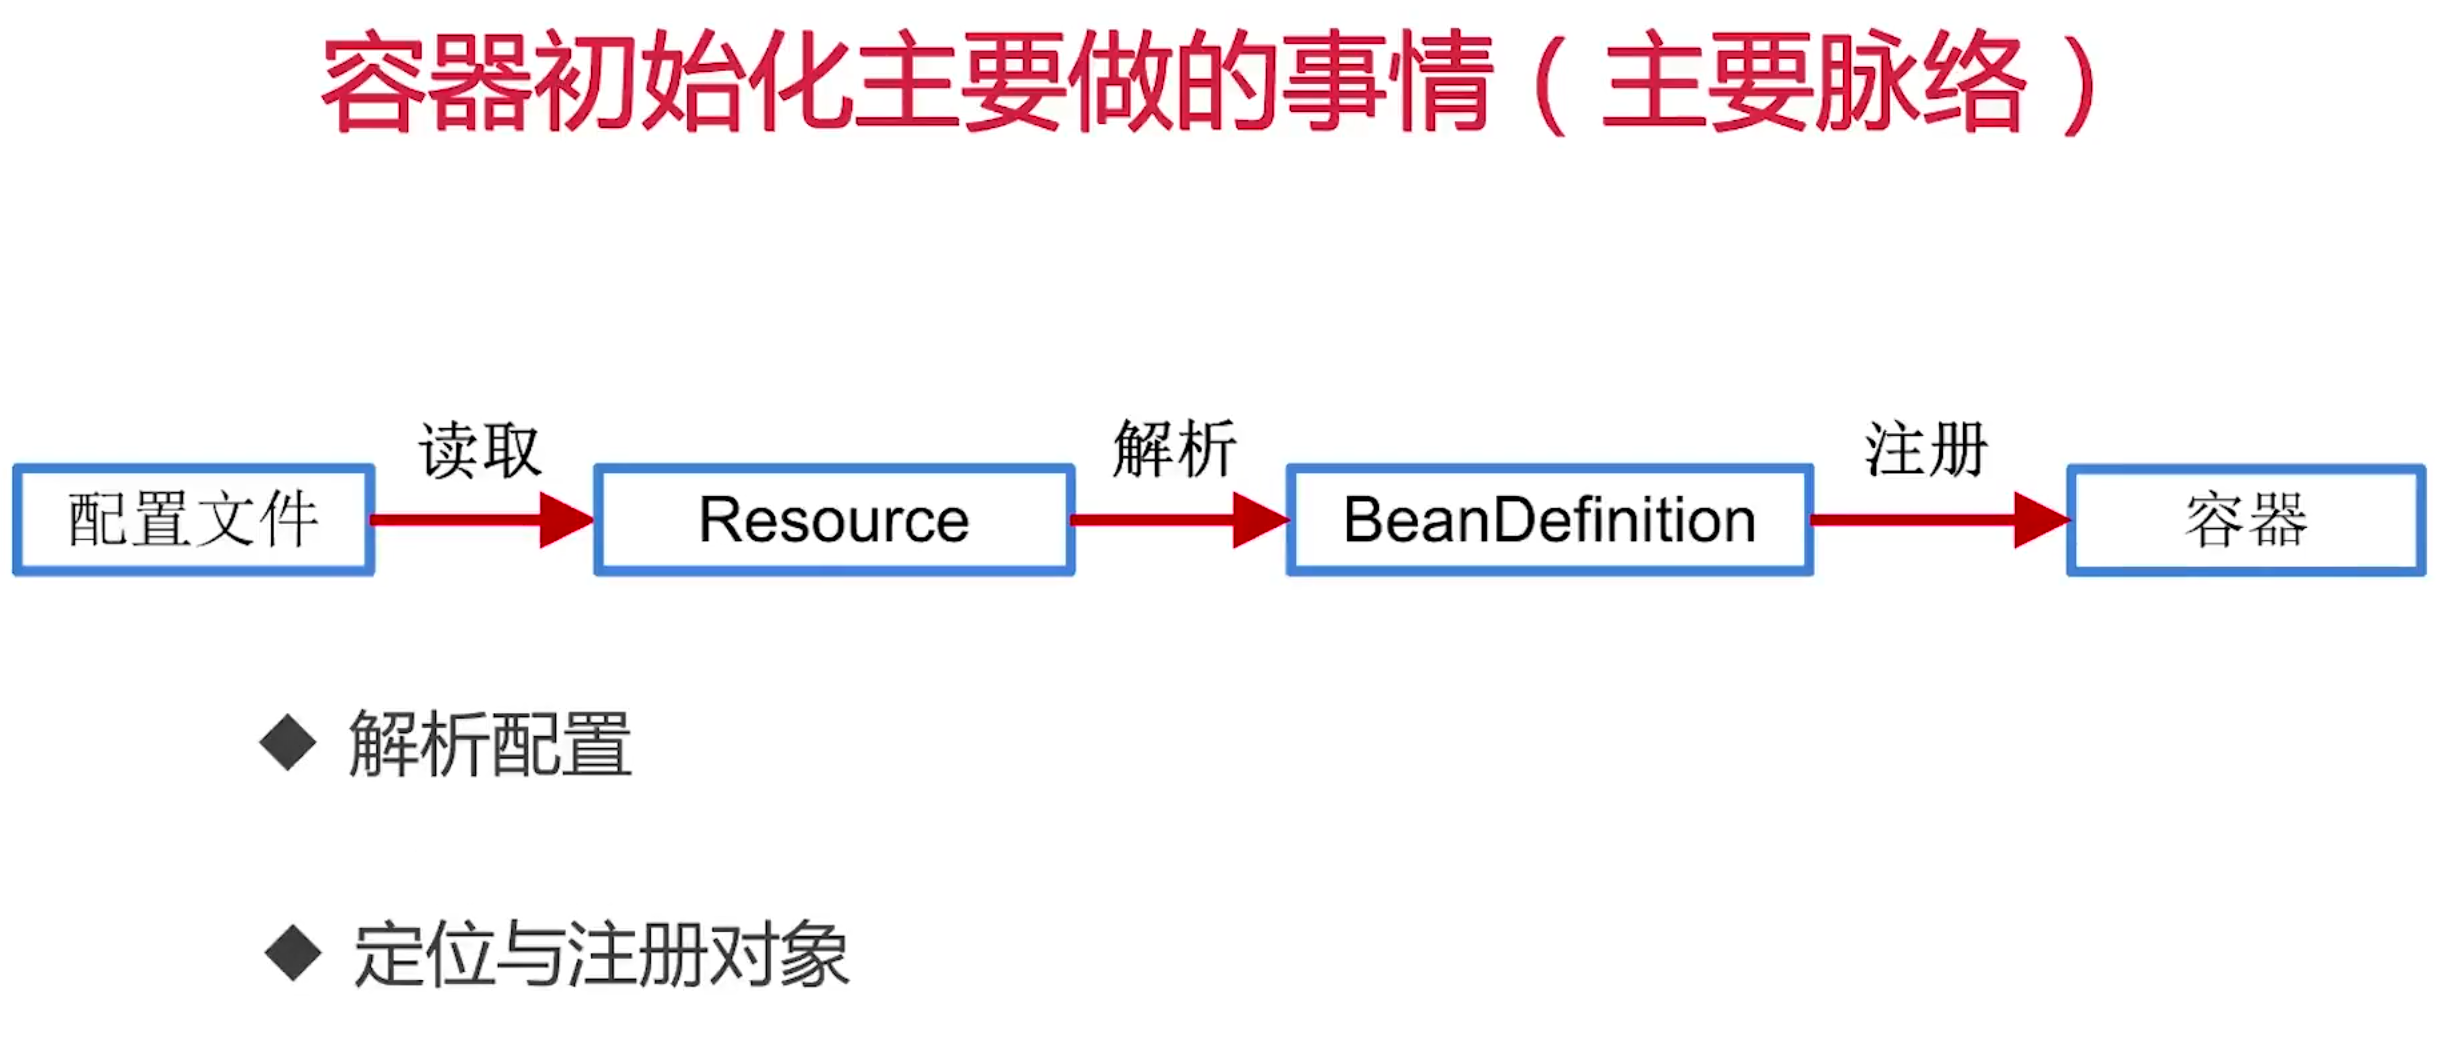 容器初始化主要做的事情（主要脉络）
读取 解析 注册
配置文件 Resource BeanDefinition 容器
解析配置
定位与注册对象